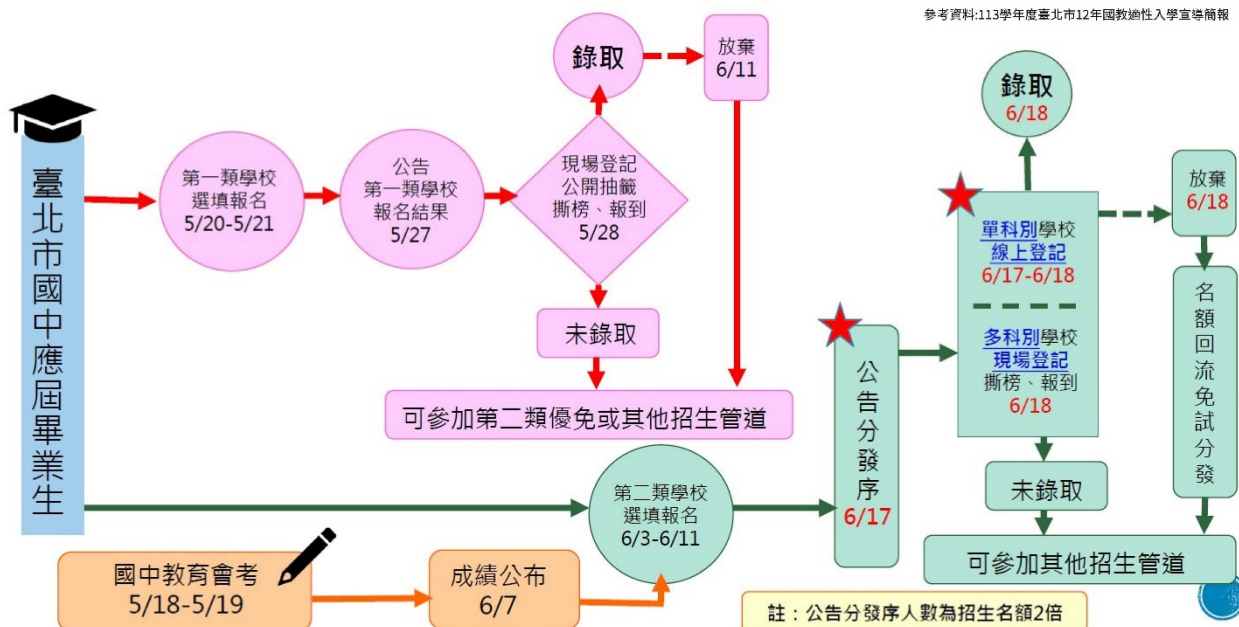 參考資料:113學年度臺北市12年國教適性入學宣導簡報
臺北市國中應屆畢業生
第一類學校
選填報名
5/20-5/21
公告
第一類學校
報名結果
5/27
現場登記
公開抽籤
撕榜、報到
5/28
錄取
放棄
6/11
未錄取
可參加第二類優免或其他招生管道
國中教育會考
5/18-5/19
成績公布
6/7
第二類學校
選填報名
6/3-6/11
公告分發序
6/17
單科別學校
線上登記
6/17-6/18
多科別學校
現場登記
撕榜、報到
6/18
錄取
6/18
放棄
6/18
名額回流免試分發
未錄取
可參加其他招生管道
註：公告分發序人數為招生名額2倍